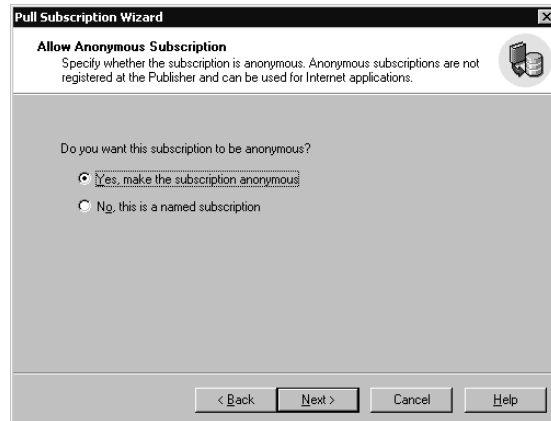 Pull Subscription Wizard
Allow Anonymous Subscription
Specify whether the subscription is anonymous. Anonymous subscriptions are not
registered at the Publisher and can be used for Internet applications.
Do you want this subscription to be anonymous?
Yes, make the subscription anonymous
No, this is a named subscription
< Back
Next >
Cancel
Help